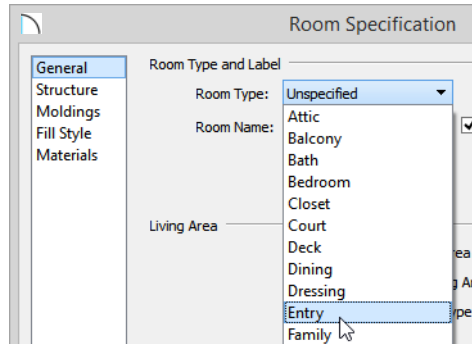 Room Specification
General
Structure
Moldings
Fill Style
Materials
Room Type and Label
Room Type: Unspecified
Room Name:
Attic
Balcony
Bath
Bedroom
Closet
Court
Deck
Dining
Dressing
Entry
Family
Living Area